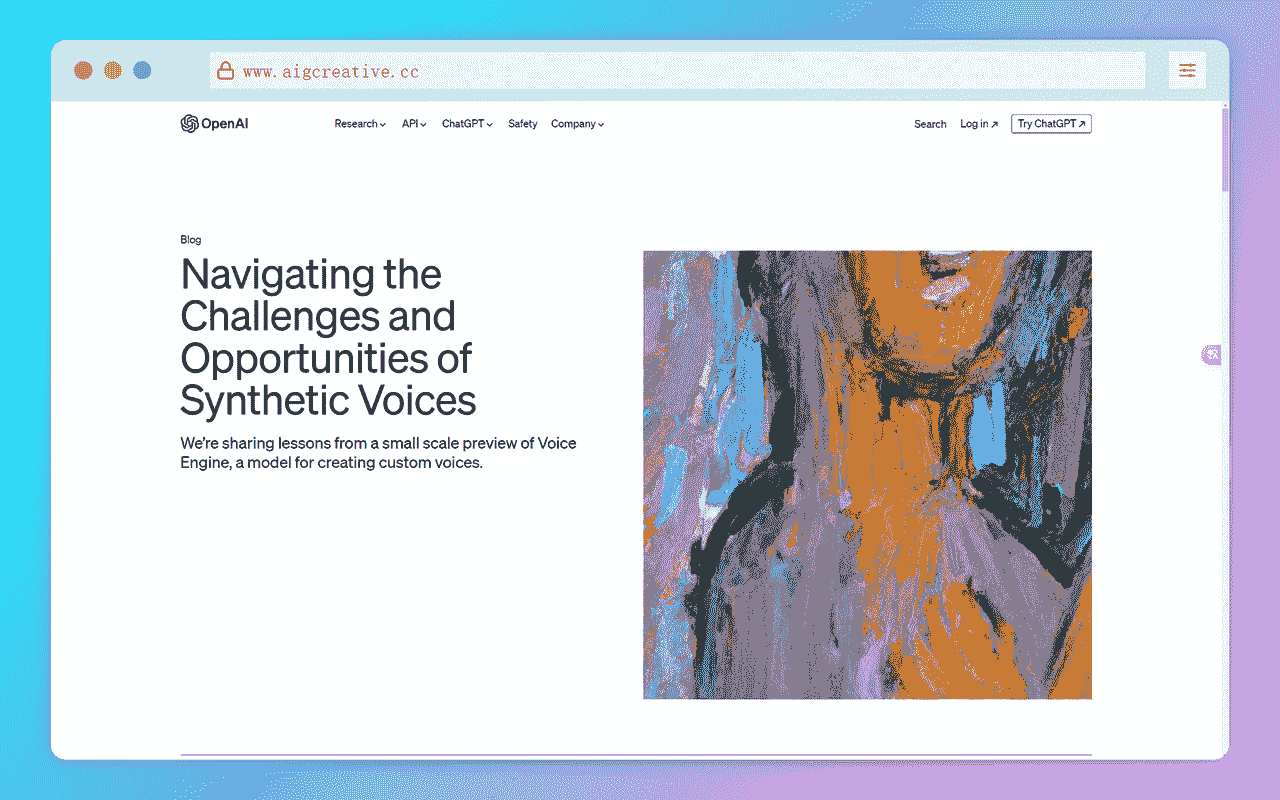 www.aigcreative.cc
OpenAI Research API ChatGPT Safety Company Search Log in ↗ Try ChatGPT ↗
Blog
Navigating the
Challenges and
Opportunities of
Synthetic Voices
We're sharing lessons from a small scale preview of Voice
Engine, a model for creating custom voices.